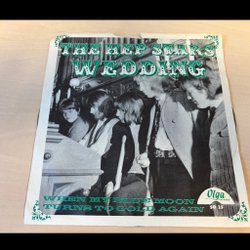 THE HEP STARS
WEDDING
WHEN MY BLUE MOON
TURNS TO GOLD AGAIN
Olga